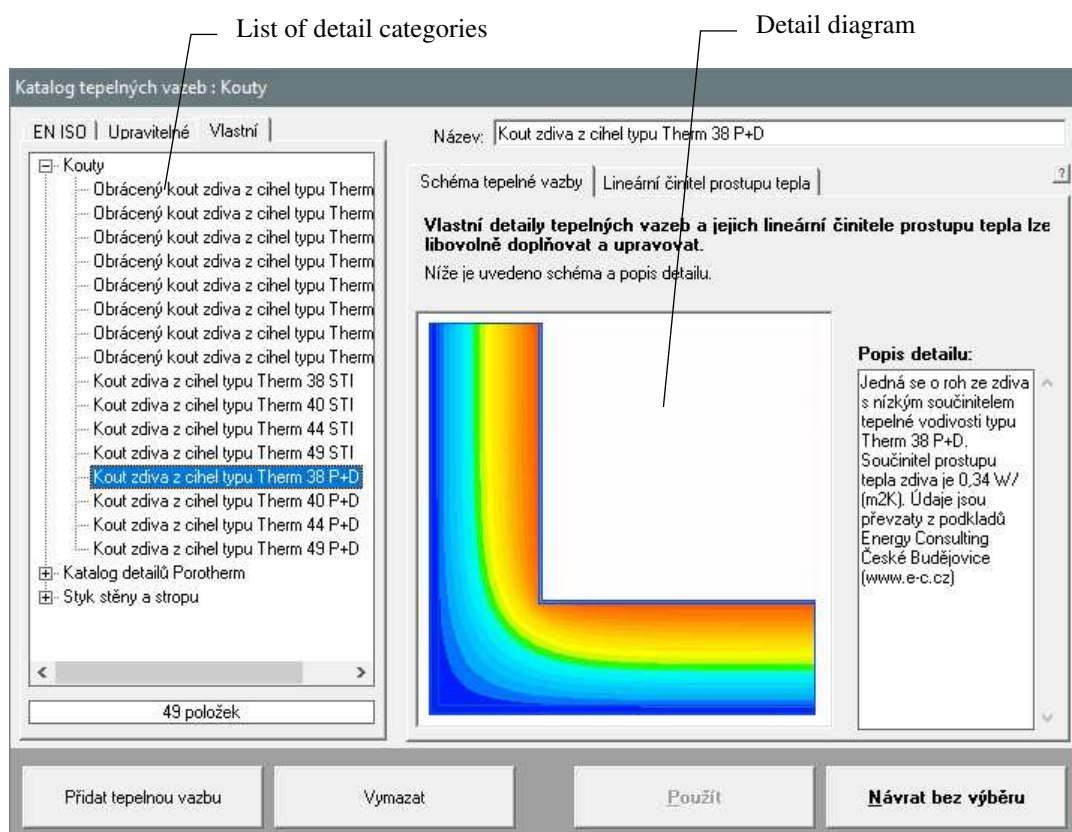 List of detail categories
Detail diagram
Katalog tepelných vazeb : Kouty
EN ISO
Upravitelné
Vlastní
Název:
Kout zdiva z cihel typu Therm 38 P+D
Kouty
Obrácený kout zdiva z cihel typu Therm
Obrácený kout zdiva z cihel typu Therm
Obrácený kout zdiva z cihel typu Therm
Obrácený kout zdiva z cihel typu Therm
Obrácený kout zdiva z cihel typu Therm
Obrácený kout zdiva z cihel typu Therm
Obrácený kout zdiva z cihel typu Therm
Obrácený kout zdiva z cihel typu Therm
Kout zdiva z cihel typu Therm 38 STI
Kout zdiva z cihel typu Therm 40 STI
Kout zdiva z cihel typu Therm 44 STI
Kout zdiva z cihel typu Therm 49 STI
Kout zdiva z cihel typu Therm 38 P+D
Kout zdiva z cihel typu Therm 40 P+D
Kout zdiva z cihel typu Therm 44 P+D
Kout zdiva z cihel typu Therm 49 P+D
Katalog detailů Porotherm
Styk stěny a stropu
49 položek
Schéma tepelné vazby
Lineární činitel prostupu tepla
?
Vlastní detaily tepelných vazeb a jejich lineární činitele prostupu tepla lze
libovolně doplňovat a upravovat.
Níže je uvedeno schéma a popis detailu.
Popis detailu:
Jedná se o roh ze zdiva
s nízkým součinitelem
tepelné vodivosti typu
Therm 38 P+D.
Součinitel prostupu
tepla zdiva je 0,34 W/
(m2K). Údaje jsou
převzaty z podkladů
Energy Consulting
České Budějovice
(www.e-c.cz)
Přidat tepelnou vazbu
Vymazat
Použít
Návrat bez výběru